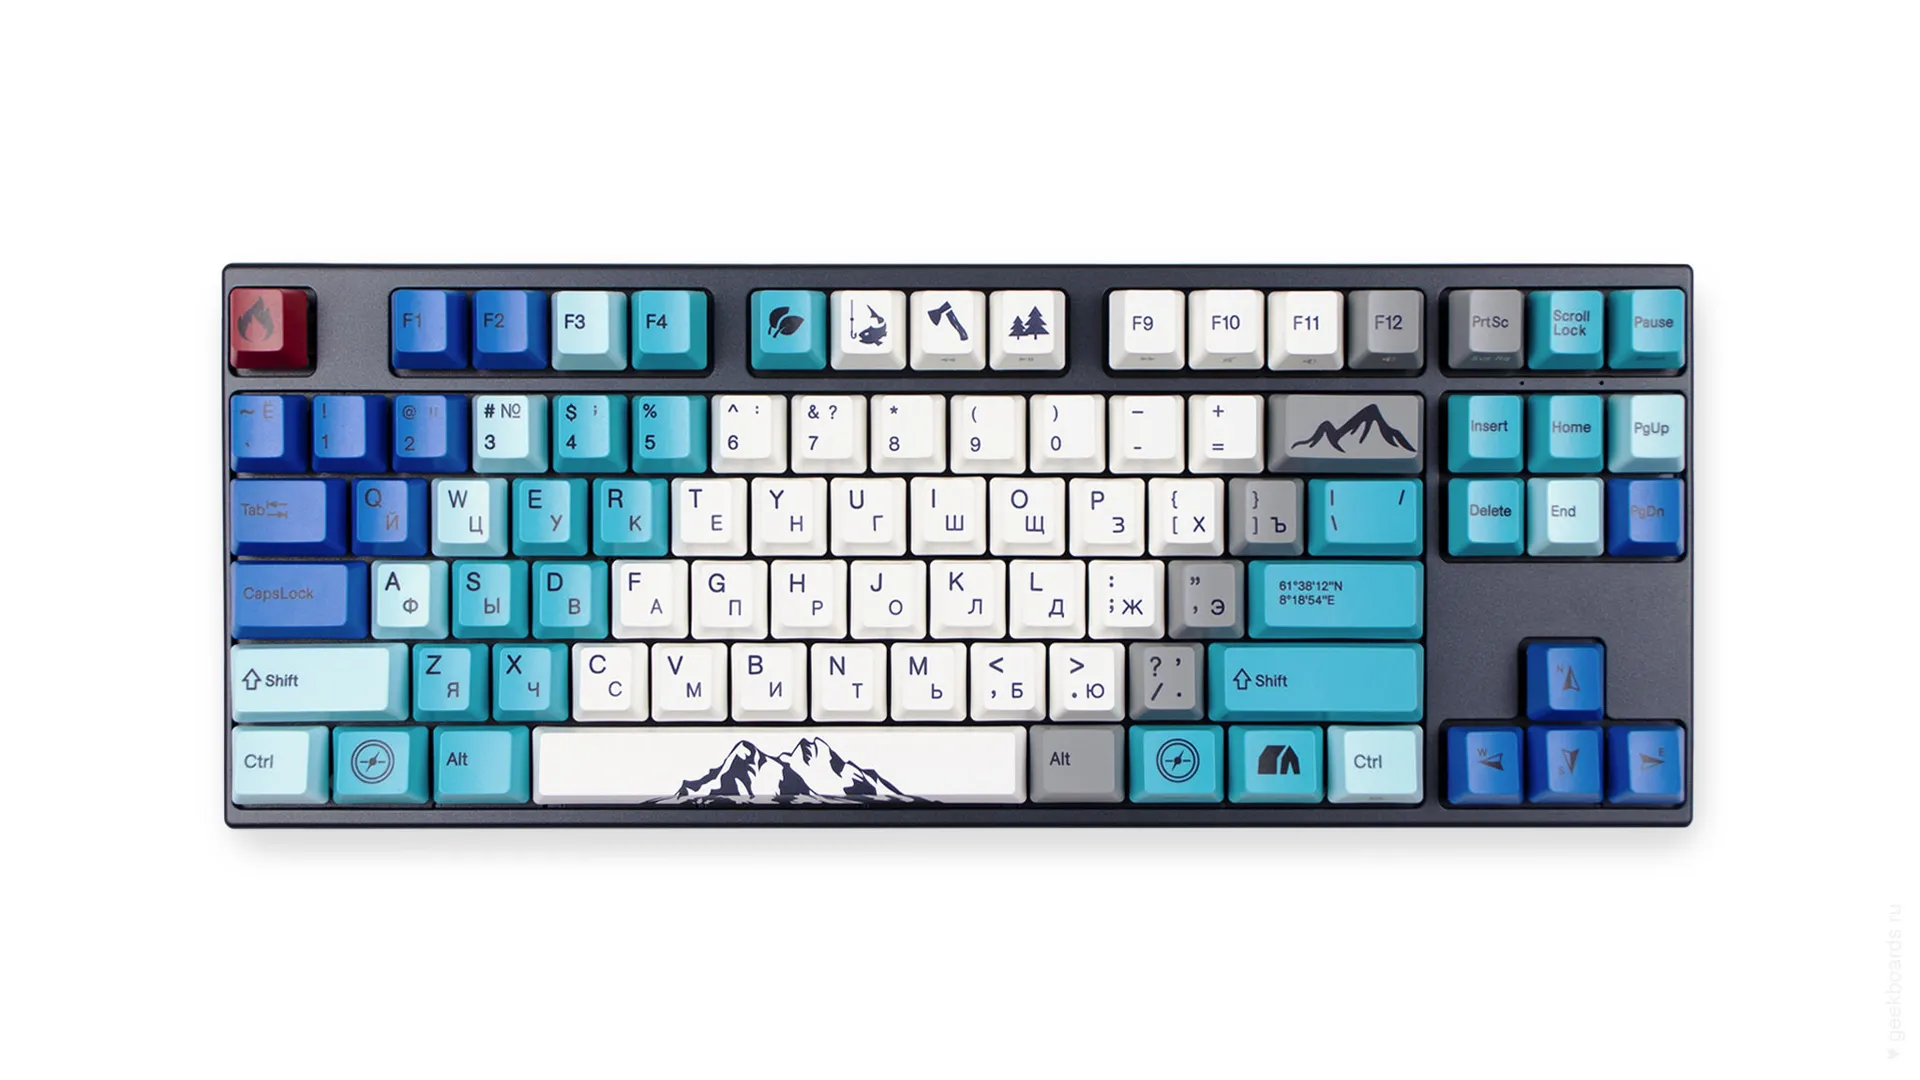 F1 F2 F3 F4 F9 F10 F11 F12 PrtSc Scroll Lock Pause
~ Ё ! @ " # № $ ; % ^ : & ? * ( ) – +
1 2 3 4 5 6 7 8 9 0 - =
Insert Home PgUp
Tab Q Й W Ц E У R К T Е Y Н U Г I Ш O Щ P З { [ Х } ] Ъ | / \
Delete End PgDn
CapsLock A Ф S Ы D В F А G П H Р J О K Л L Д : ; Ж " , Э
61°38'12"N
8°18'54"E
Shift Z Я X Ч C С V М B И N Т M Ь < , Б > . Ю ? , / . Shift
N
Ctrl Alt Alt Ctrl
W S E
geekboards.ru